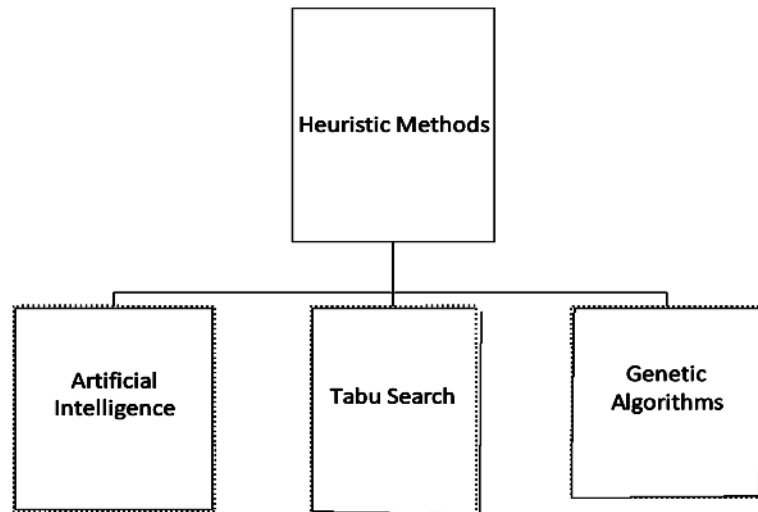 Heuristic Methods
Artificial
Intelligence
Tabu Search
Genetic
Algorithms